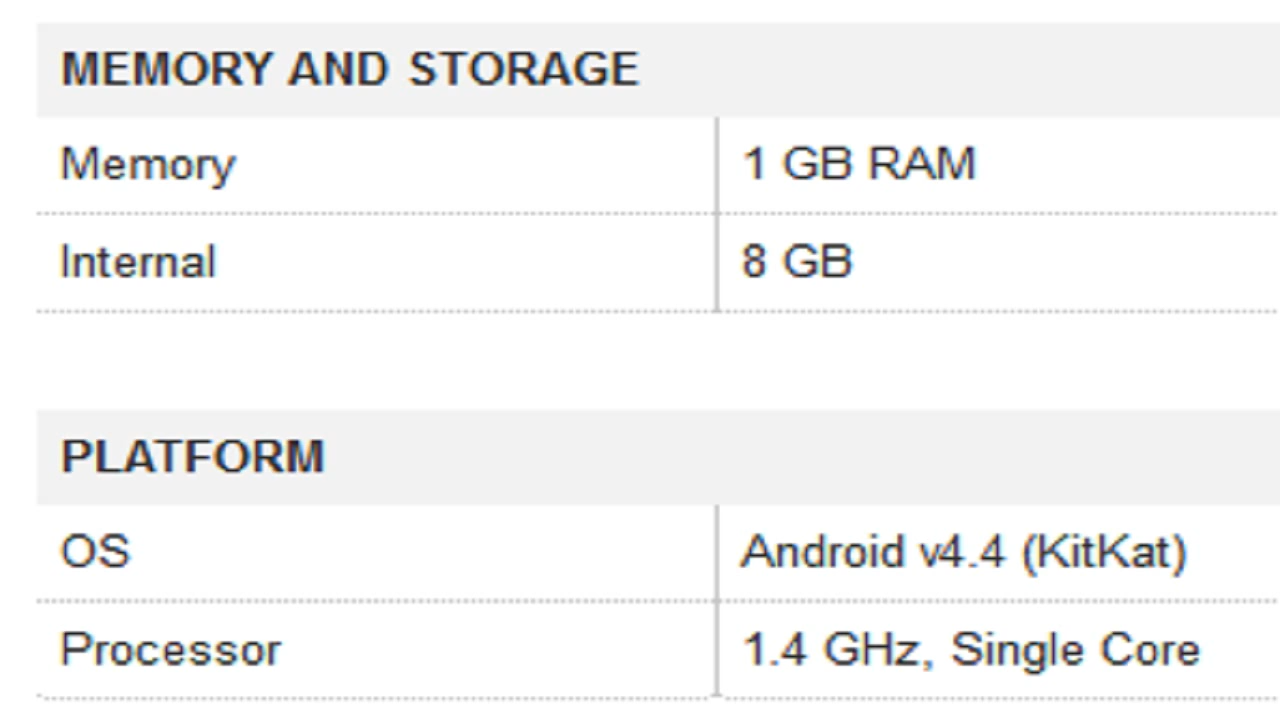 MEMORY AND STORAGE
Memory 1 GB RAM
Internal 8 GB
PLATFORM
OS Android v4.4 (KitKat)
Processor 1.4 GHz, Single Core